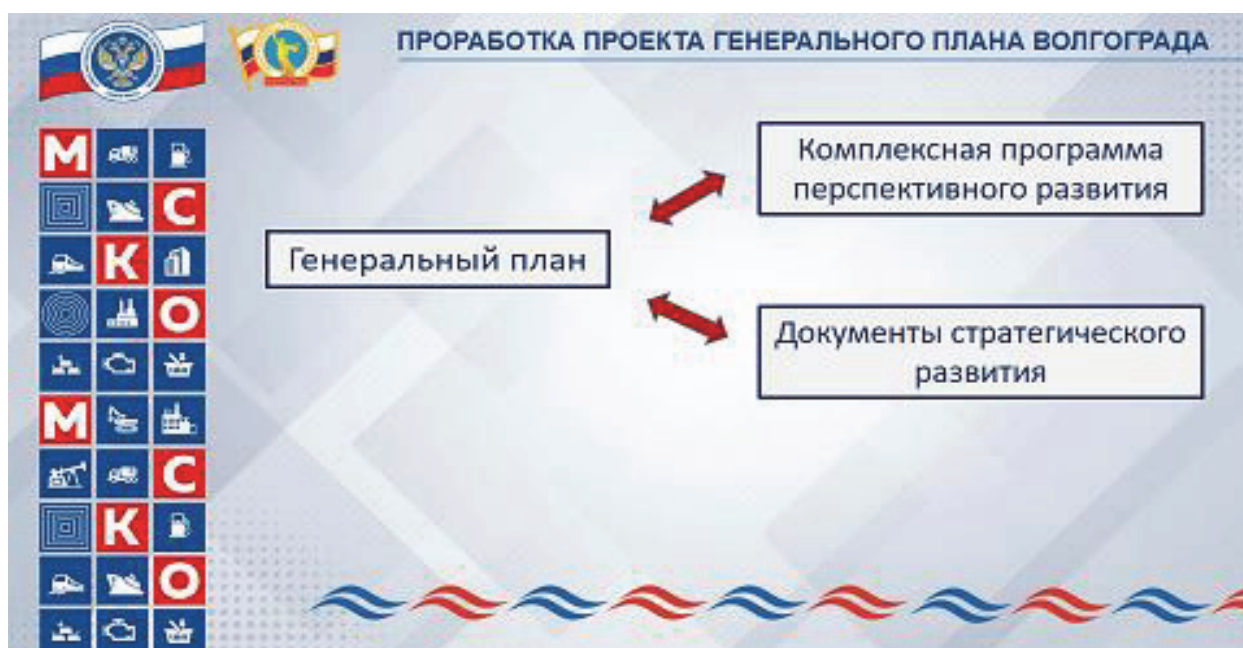 ПРОРАБОТКА ПРОЕКТА ГЕНЕРАЛЬНОГО ПЛАНА ВОЛГОГРАДА
Комплексная программа
перспективного развития
Генеральный план
Документы стратегического
развития
М
С
К
О
М
С
К
О